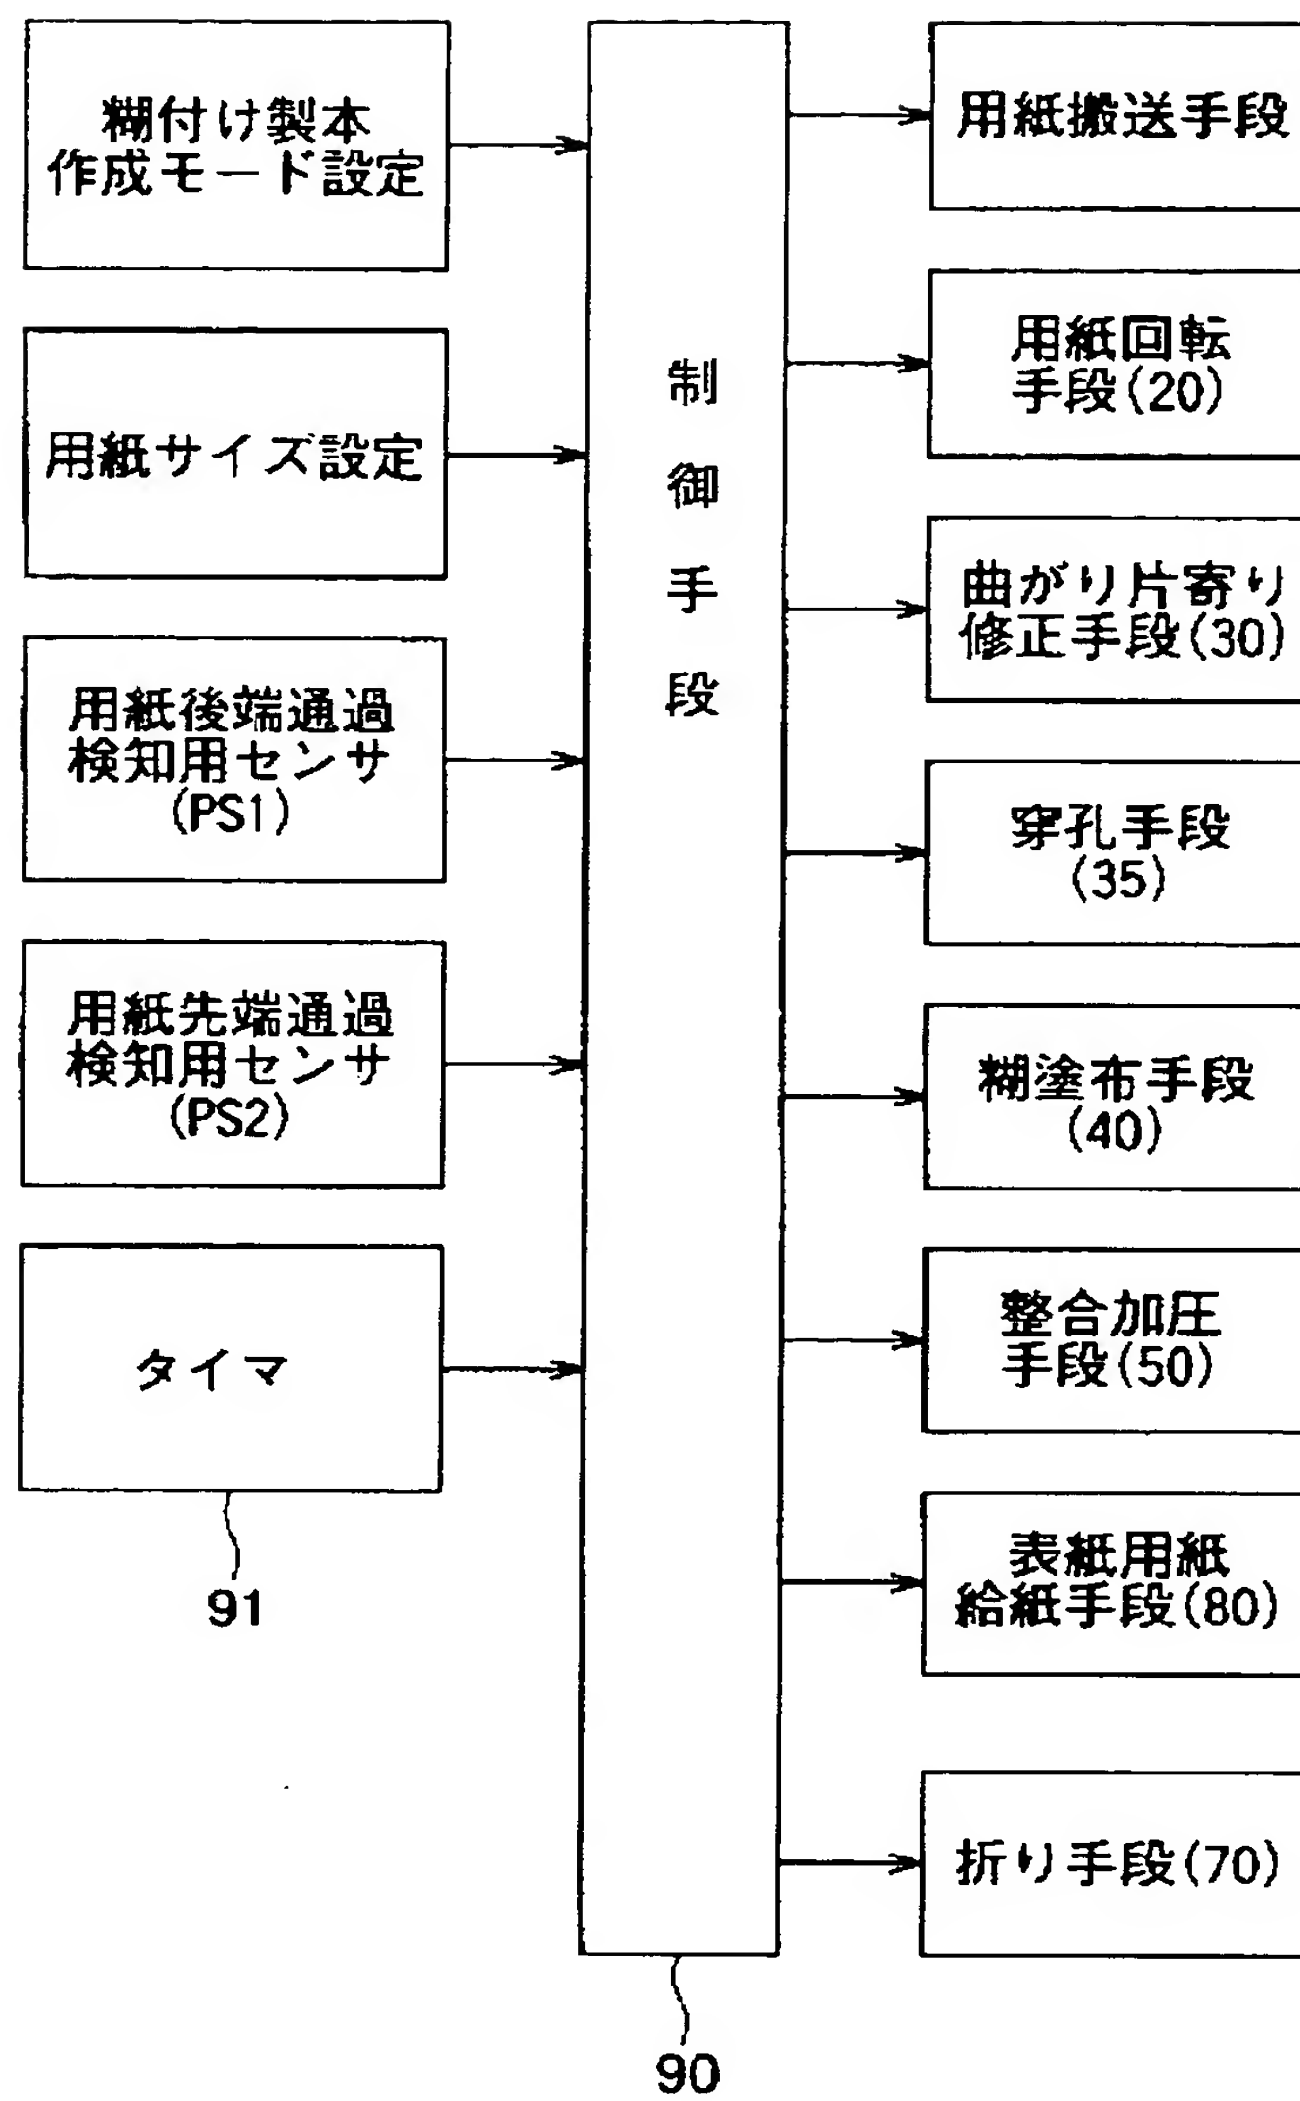 糊付け製本
作成モード設定
用紙サイズ設定
用紙後端通過
検知用センサ
(PS1)
用紙先端通過
検知用センサ
(PS2)
タイマ
91
制御手段
90
用紙搬送手段
用紙回転
手段(20)
曲がり片寄り
修正手段(30)
穿孔手段
(35)
糊塗布手段
(40)
整合加圧
手段(50)
表紙用紙
給紙手段(80)
折り手段(70)